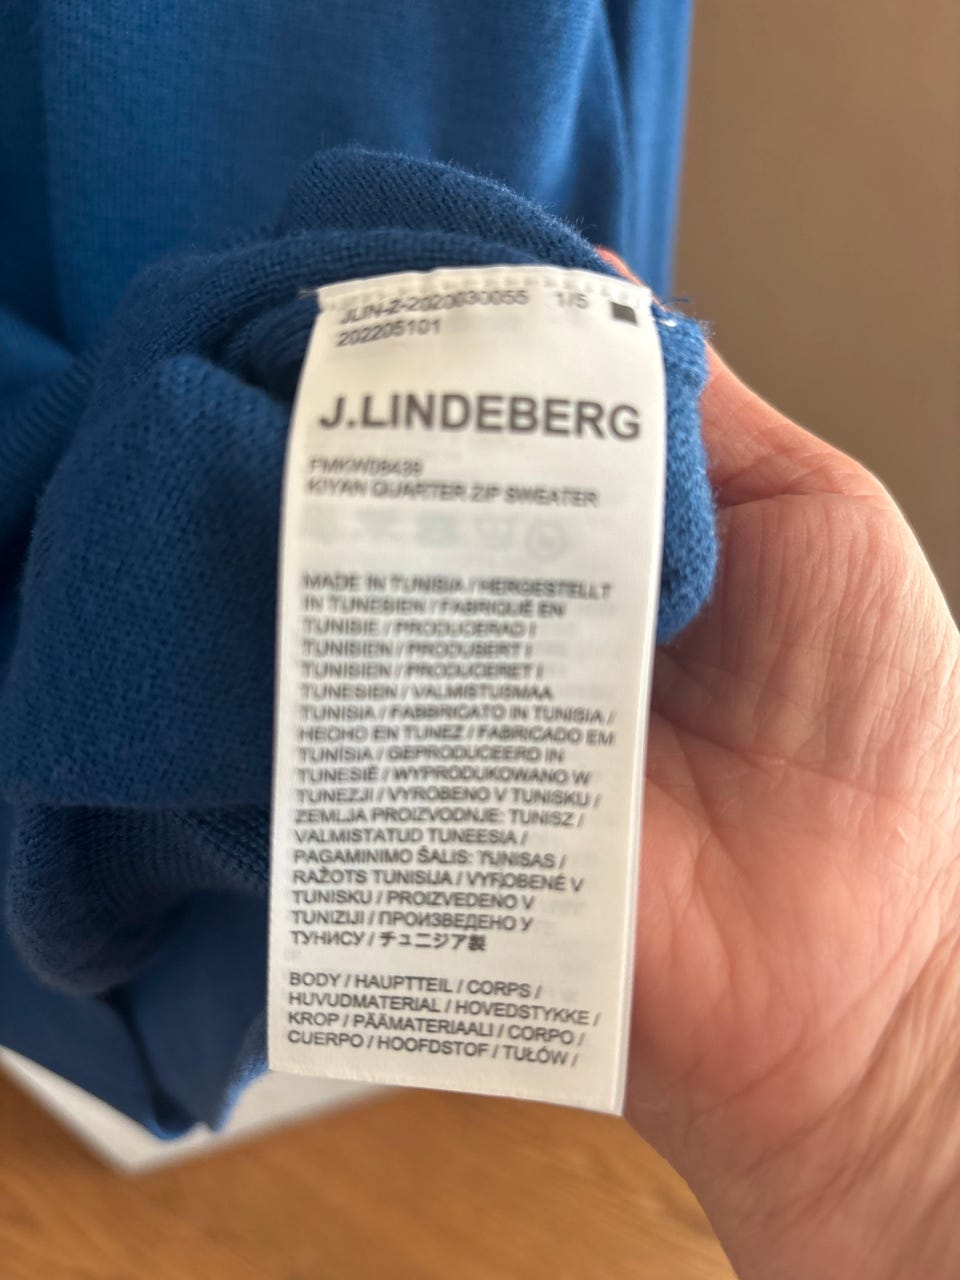 JLIN-Z-2020630055 1/5
202205101
J.LINDEBERG
FMKW08439
KIYAN QUARTER ZIP SWEATER
MADE IN TUNISIA / HERGESTELLT
IN TUNESIEN / FABRIQUÉ EN
TUNISIE / PRODUCERAD I
TUNISIEN / PRODUSERT I
TUNISIEN / PRODUCERET I
TUNESIEN / VALMISTUSMAA
TUNISIA / FABBRICATO IN TUNISIA /
HECHO EN TUNEZ / FABRICADO EM
TUNÍSIA / GEPRODUCEERD IN
TUNESIË / WYPRODUKOWANO W
TUNEZJI / VYROBENO V TUNISKU /
ZEMLJA PROIZVODNJE: TUNISZ /
VALMISTATUD TUNEESIA /
PAGAMINIMO ŠALIS: TUNISAS /
RAŽOTS TUNISIJA / VYROBENÉ V
TUNISKU / PROIZVEDENO V
TUNIZIJI / ПРОИЗВЕДЕНО У
ТУНИСУ / チュニジア製
BODY / HAUPTTEIL / CORPS /
HUVUDMATERIAL / HOVEDSTYKKE /
KROP / PÄÄMATERIAALI / CORPO /
CUERPO / HOOFDSTOF / TUŁÓW /